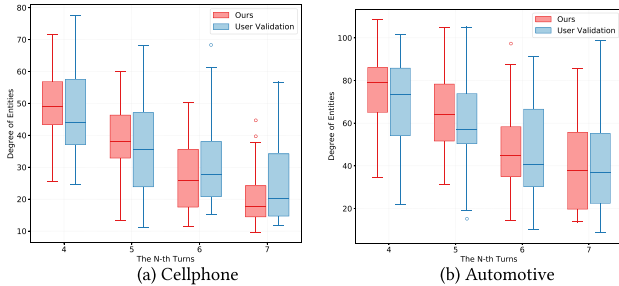 80
70
60
50
40
30
20
10
Degree of Entities
Ours
User Validation
4
5
6
7
The N-th Turns
(a) Cellphone
100
80
60
40
20
Degree of Entities
Ours
User Validation
4
5
6
7
The N-th Turns
(b) Automotive